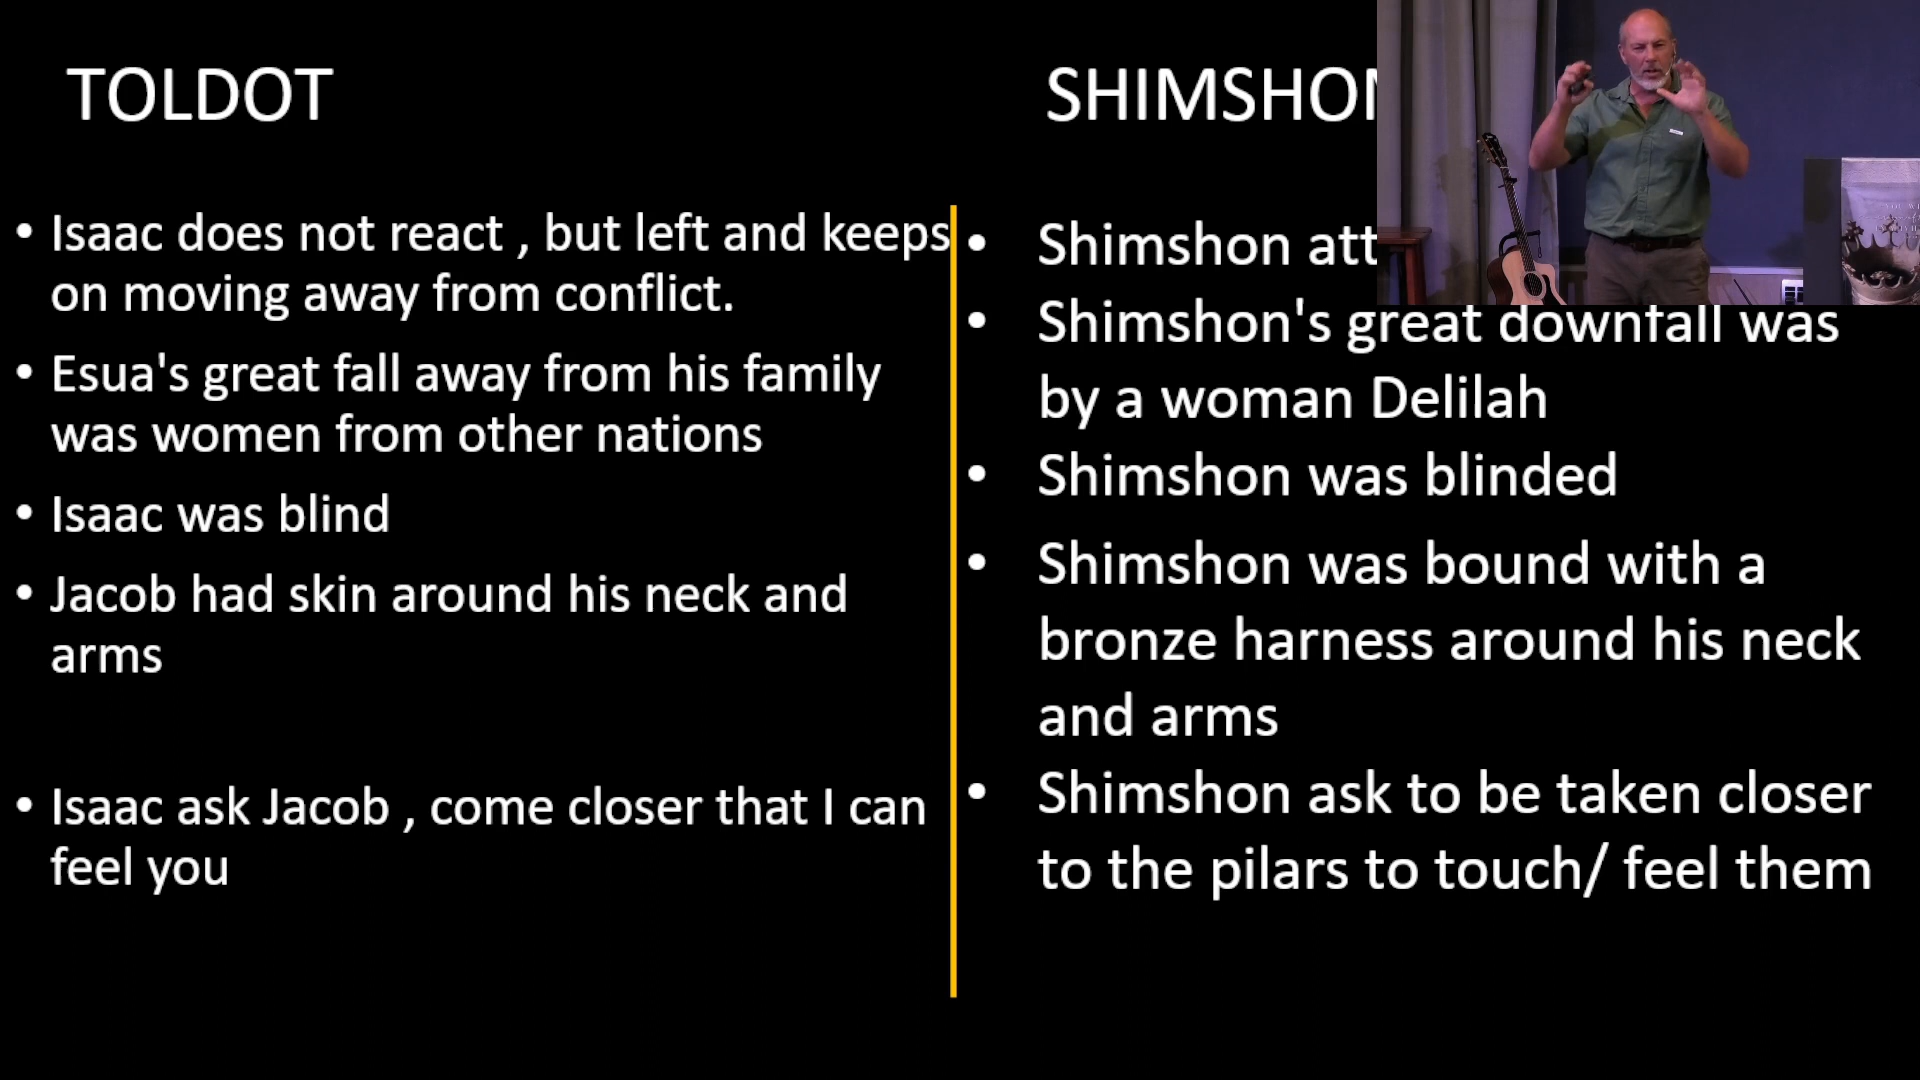 TOLDOT
• Isaac does not react , but left and keeps
on moving away from conflict.
• Esua's great fall away from his family
was women from other nations
• Isaac was blind
• Jacob had skin around his neck and
arms
• Isaac ask Jacob , come closer that I can
feel you
SHIMSHON
• Shimshon att
• Shimshon's great downfall was
by a woman Delilah
• Shimshon was blinded
• Shimshon was bound with a
bronze harness around his neck
and arms
• Shimshon ask to be taken closer
to the pilars to touch/ feel them